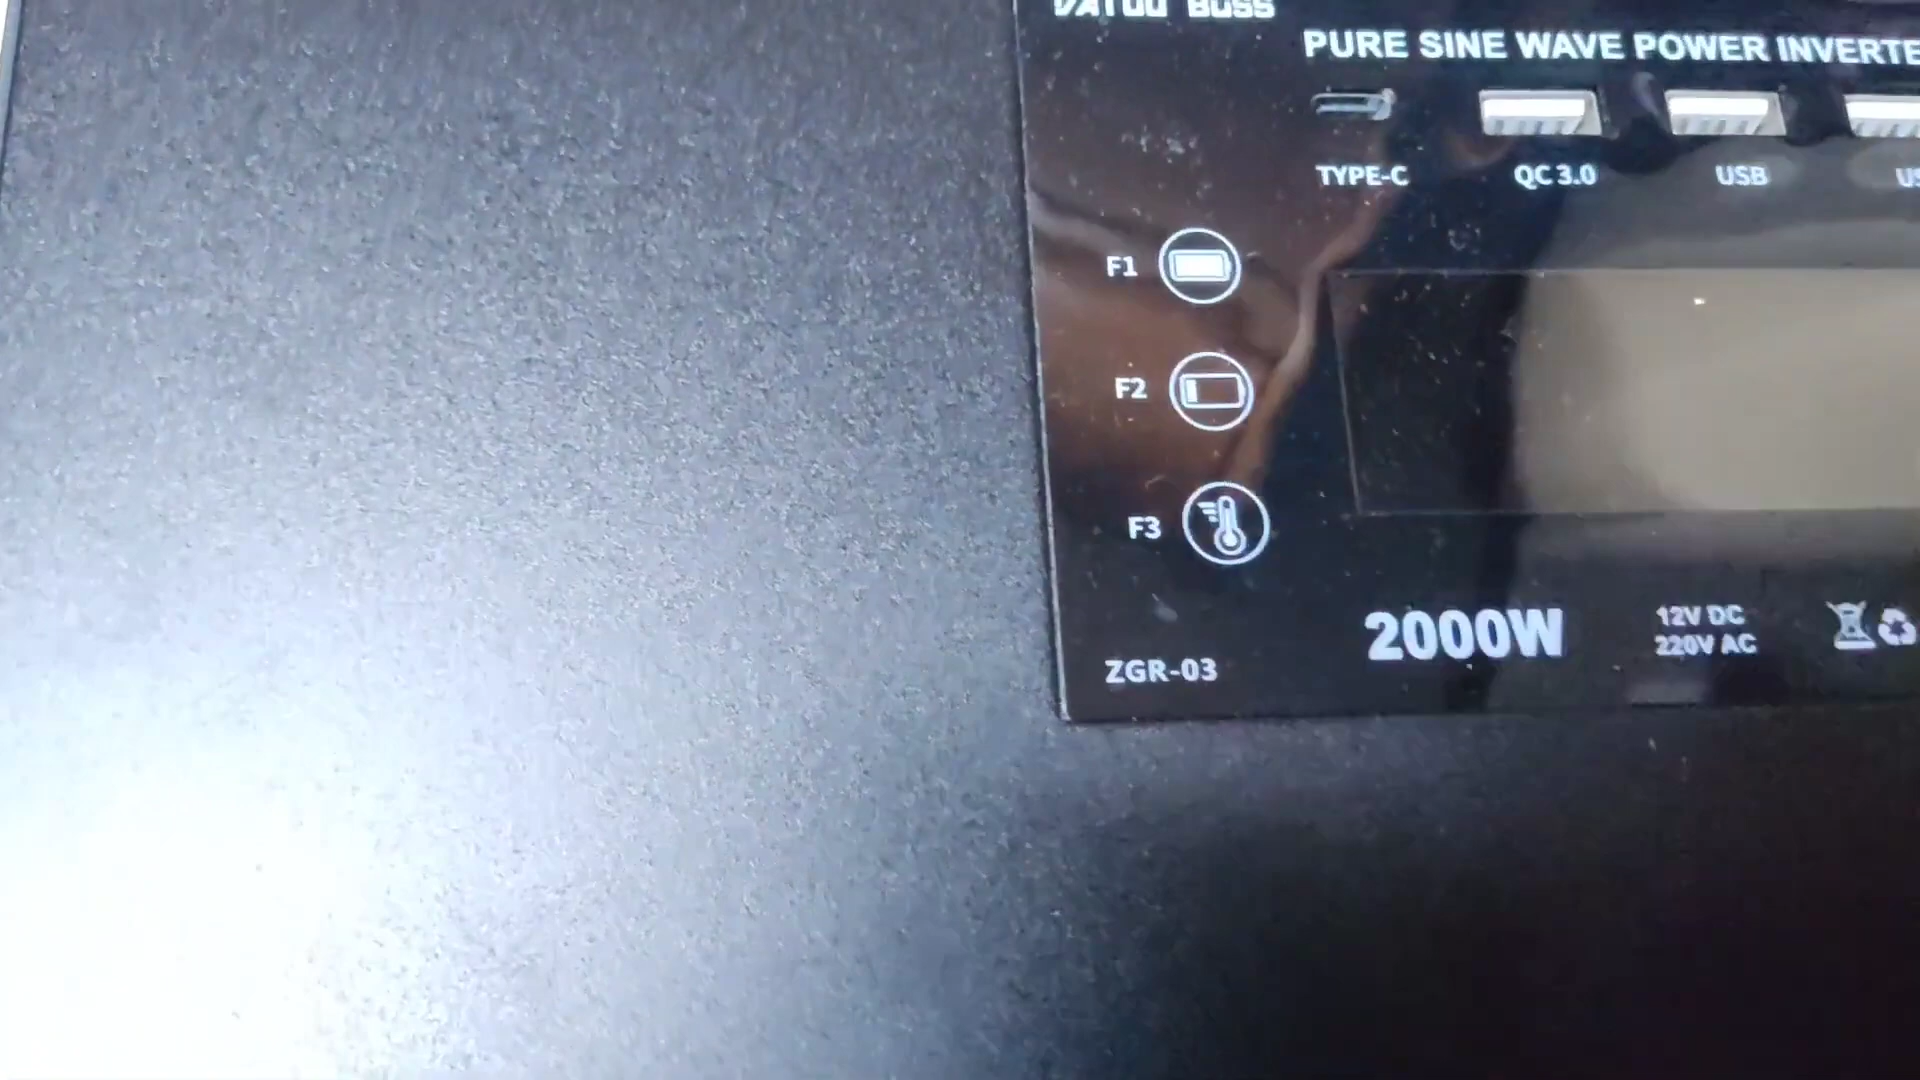 PURE SINE WAVE POWER INVERTE
TYPE-C
QC 3.0
USB
US
F1
F2
F3
2000W
12V DC
220V AC
ZGR-03